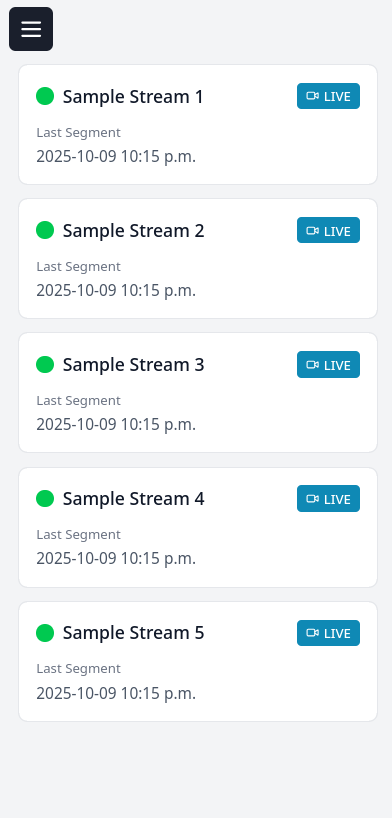 Sample Stream 1
LIVE
Last Segment
2025-10-09 10:15 p.m.
Sample Stream 2
LIVE
Last Segment
2025-10-09 10:15 p.m.
Sample Stream 3
LIVE
Last Segment
2025-10-09 10:15 p.m.
Sample Stream 4
LIVE
Last Segment
2025-10-09 10:15 p.m.
Sample Stream 5
LIVE
Last Segment
2025-10-09 10:15 p.m.